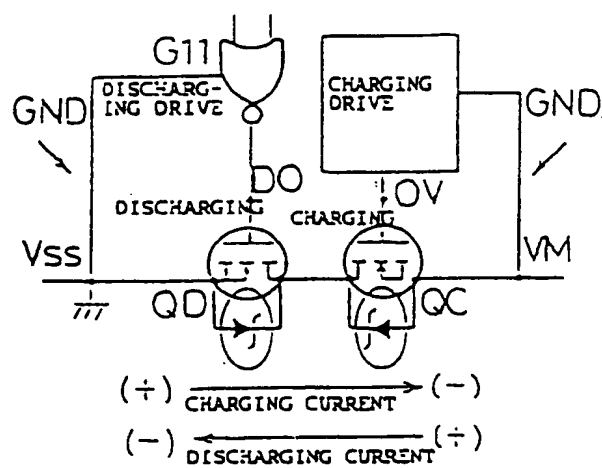 G11
DISCHARG-
ING DRIVE
CHARGING
DRIVE
GND
GND
DO
OV
DISCHARGING
CHARGING
VSS
VM
QD
QC
(+) (-)
CHARGING CURRENT
(-) (+)
DISCHARGING CURRENT